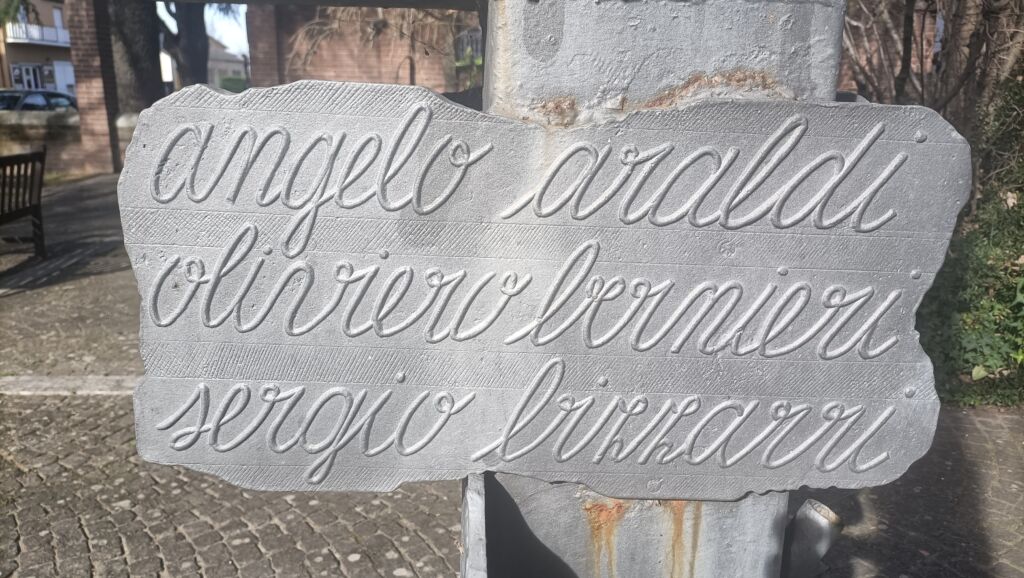 angelo araldi
oliviero bernieri
sergio bizzarri